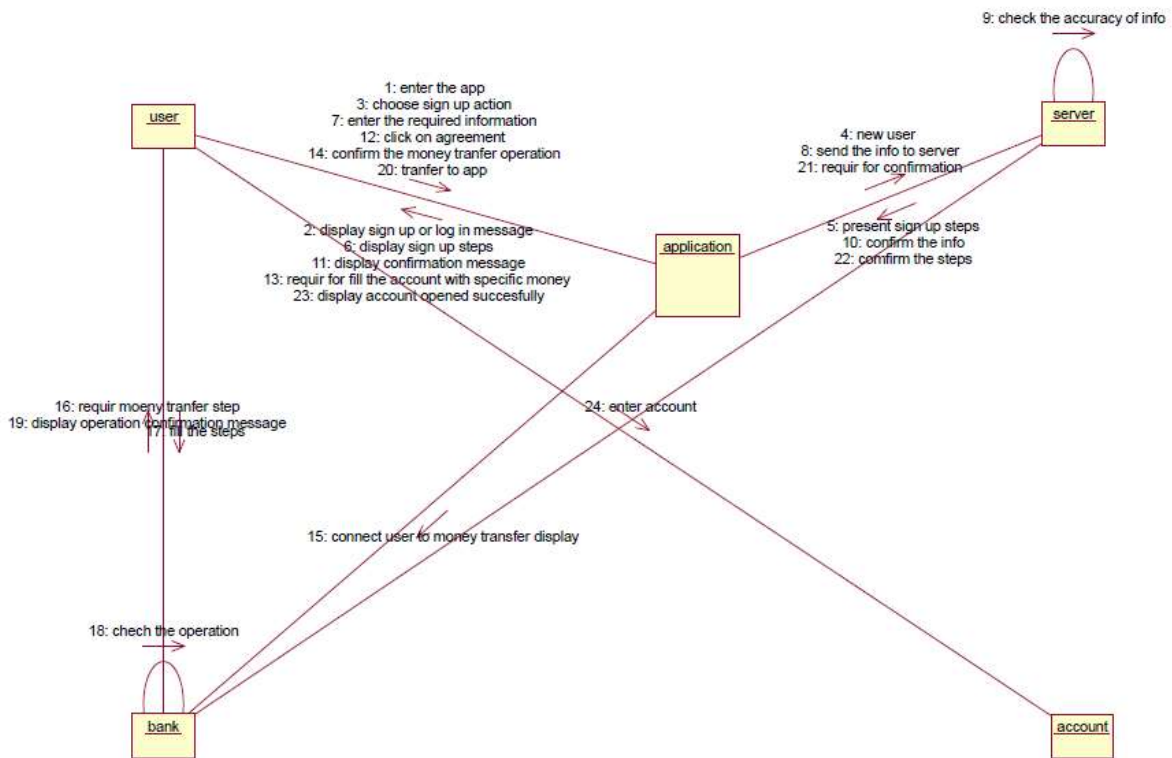 9: check the accuracy of info
server
user
1: enter the app
3: choose sign up action
7: enter the required information
12: click on agreement
14: confirm the money tranfer operation
20: tranfer to app
4: new user
8: send the info to server
21: requir for confirmation
2: display sign up or log in message
6: display sign up steps
11: display confirmation message
13: requir for fill the account with specific money
23: display account opened succesfully
application
5: present sign up steps
10: confirm the info
22: comfirm the steps
16: requir moeny tranfer step
19: display operation confirmation message
17: fill the steps
24: enter account
15: connect user to money transfer display
18: chech the operation
bank
account